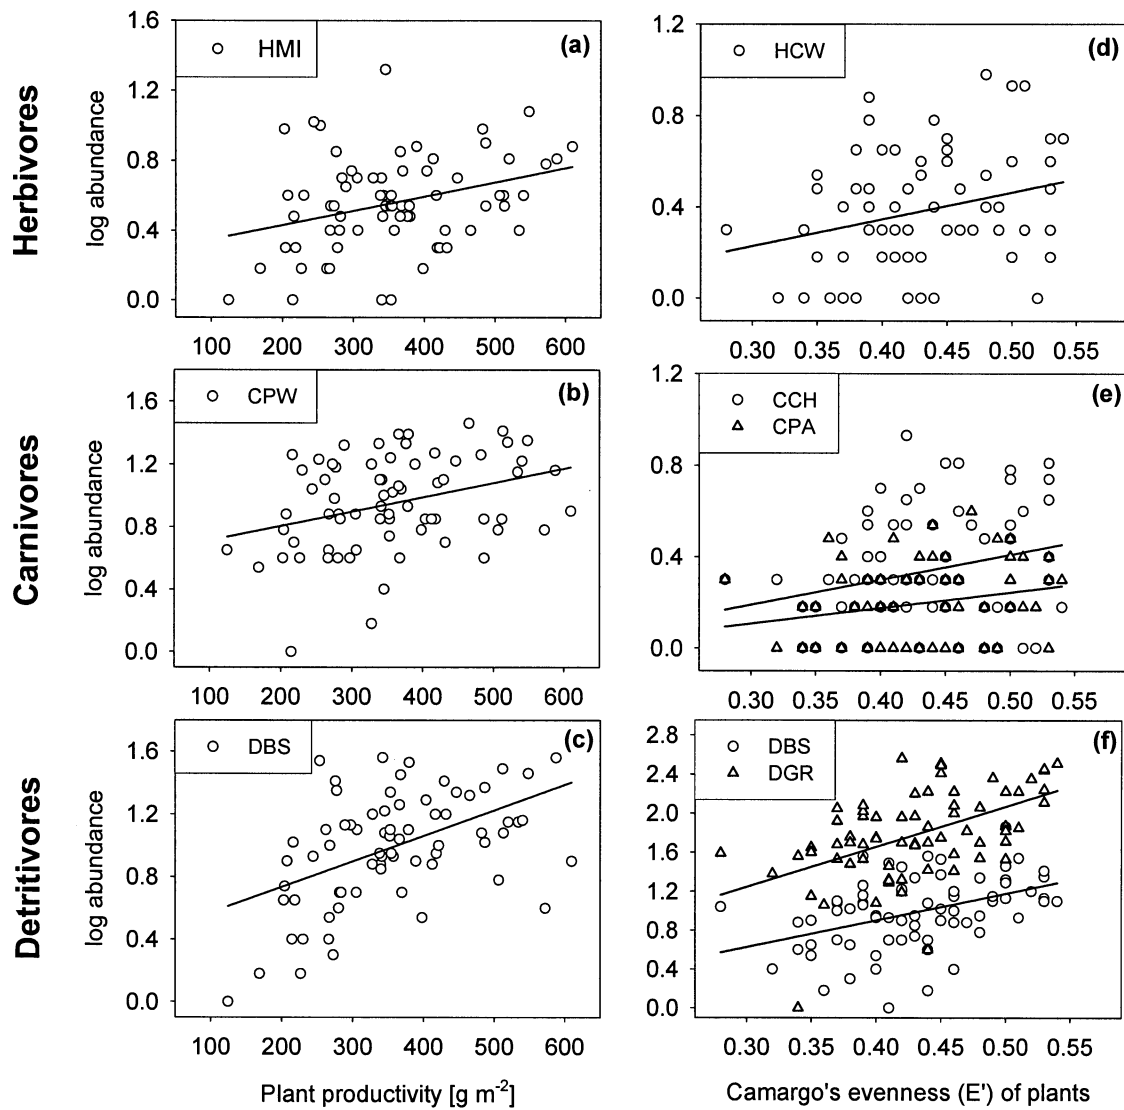 Herbivores
log abundance
1.6
1.2
0.8
0.4
0.0
HMI
(a)
100 200 300 400 500 600
1.2
0.8
0.4
0.0
HCW
(d)
0.30 0.35 0.40 0.45 0.50 0.55
Carnivores
log abundance
1.6
1.2
0.8
0.4
0.0
CPW
(b)
100 200 300 400 500 600
1.2
0.8
0.4
0.0
CCH
CPA
(e)
0.30 0.35 0.40 0.45 0.50 0.55
Detritivores
log abundance
1.6
1.2
0.8
0.4
0.0
DBS
(c)
100 200 300 400 500 600
Plant productivity [g m⁻²]
2.8
2.4
2.0
1.6
1.2
0.8
0.4
0.0
DBS
DGR
(f)
0.30 0.35 0.40 0.45 0.50 0.55
Camargo's evenness (E') of plants